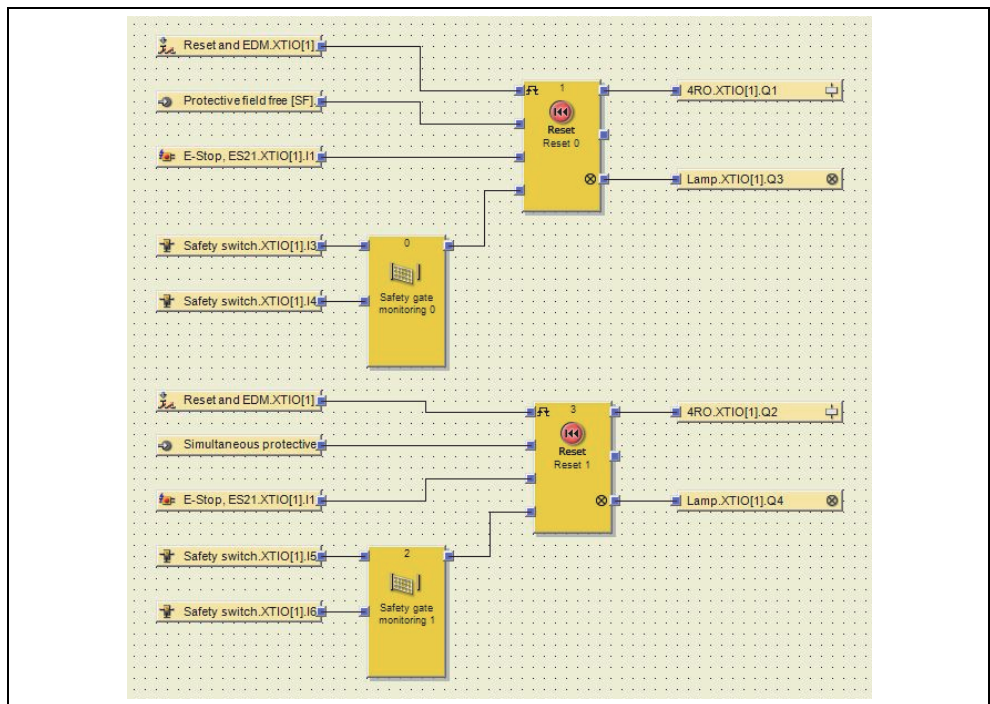 Reset and EDM.XTIO[1]
Protective field free [SF].
E-Stop, ES21.XTIO[1].I1
1
Reset
Reset 0
4RO.XTIO[1].Q1
Lamp.XTIO[1].Q3
Safety switch.XTIO[1].I3
Safety switch.XTIO[1].I4
0
Safety gate
monitoring 0
Reset and EDM.XTIO[1]
Simultaneous protective
E-Stop, ES21.XTIO[1].I1
3
Reset
Reset 1
4RO.XTIO[1].Q2
Lamp.XTIO[1].Q4
Safety switch.XTIO[1].I5
Safety switch.XTIO[1].I6
2
Safety gate
monitoring 1